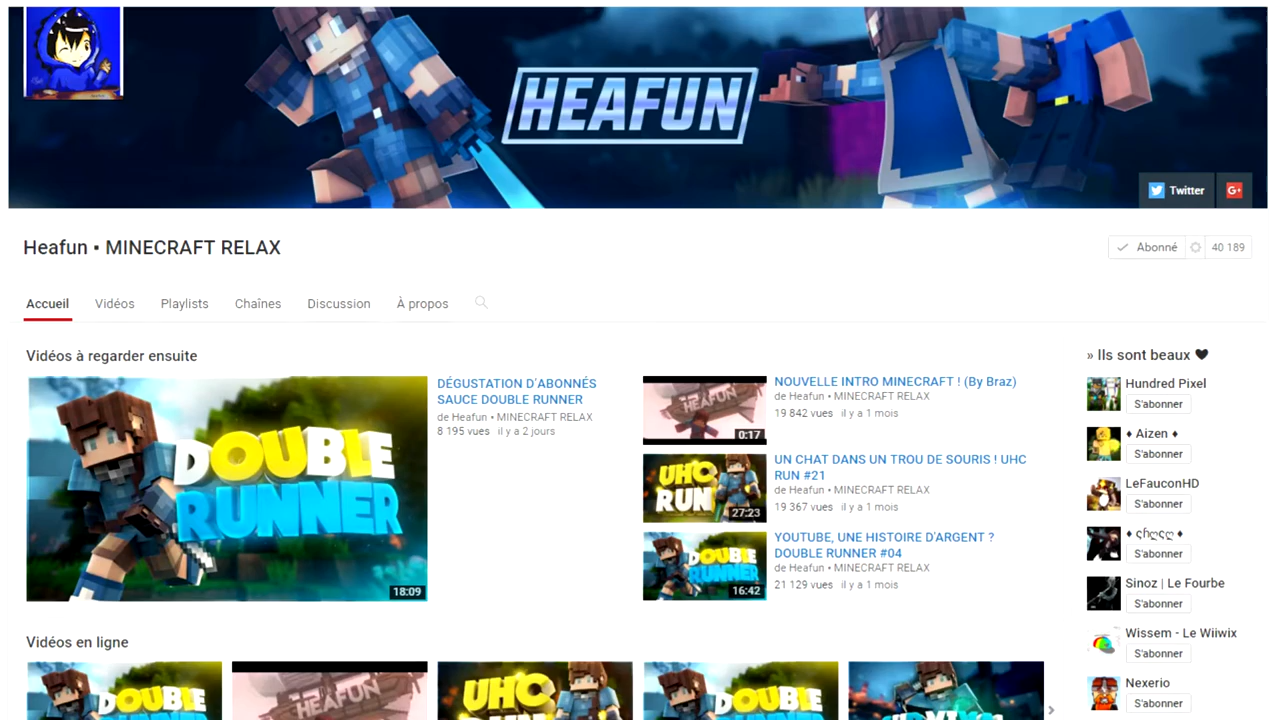 HEAFUN
Twitter
G+
Heafun • MINECRAFT RELAX
Abonné
40 189
Accueil
Vidéos
Playlists
Chaînes
Discussion
À propos
Vidéos à regarder ensuite
DOUBLE
RUNNER
18:09
DÉGUSTATION D'ABONNÉS
SAUCE DOUBLE RUNNER
de Heafun • MINECRAFT RELAX
8 195 vues il y a 2 jours
HEAFUN
0:17
NOUVELLE INTRO MINECRAFT ! (By Braz)
de Heafun • MINECRAFT RELAX
19 842 vues il y a 1 mois
UHC
RUN
27:23
UN CHAT DANS UN TROU DE SOURIS ! UHC
RUN #21
de Heafun • MINECRAFT RELAX
19 367 vues il y a 1 mois
DOUBLE
RUNNER
16:42
YOUTUBE, UNE HISTOIRE D'ARGENT ?
DOUBLE RUNNER #04
de Heafun • MINECRAFT RELAX
21 129 vues il y a 1 mois
» Ils sont beaux ♥
Hundred Pixel
S'abonner
♦ Aizen ♦
S'abonner
LeFauconHD
S'abonner
S'abonner
Sinoz | Le Fourbe
S'abonner
Wissem - Le Wiiwix
S'abonner
Nexerio
S'abonner
Vidéos en ligne
DOUBLE
HEAFUN
UHC
DOUBLE